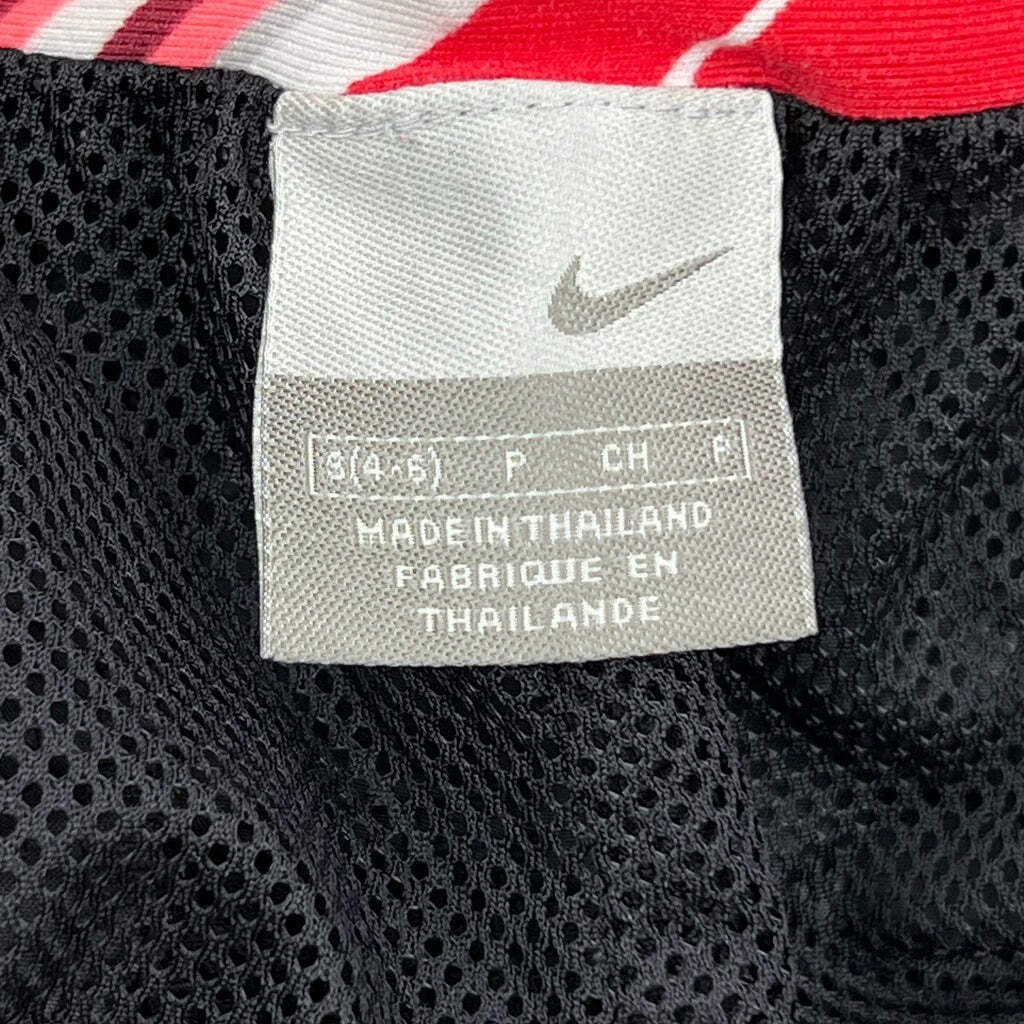 S(4-6) P CH P
MADE IN THAILAND
FABRIQUE EN
THAILANDE